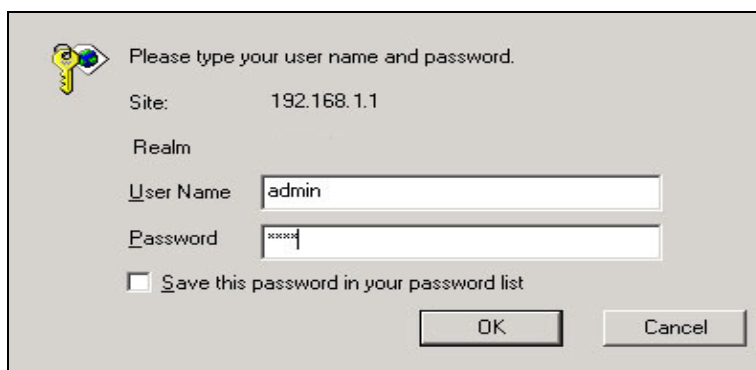 Please type your user name and password.
Site: 192.168.1.1
Realm
User Name admin
Password ****
Save this password in your password list
OK Cancel